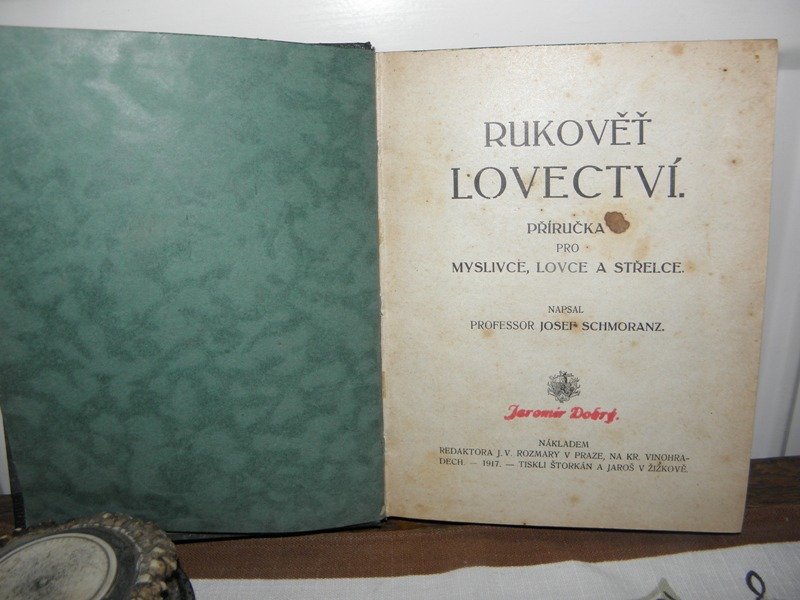 RUKOVĚŤ
LOVECTVÍ.
PŘÍRUČKA
PRO
MYSLIVCE, LOVCE A STŘELCE.
NAPSAL
PROFESSOR JOSEF SCHMORANZ.
Jaromír Dobrý.
NÁKLADEM
REDAKTORA J. V. ROZMARY V PRAZE, NA KR. VINOHRA-
DECH. — 1917. — TISKLI ŠTORKÁN A JAROŠ V ŽIŽKOVĚ.